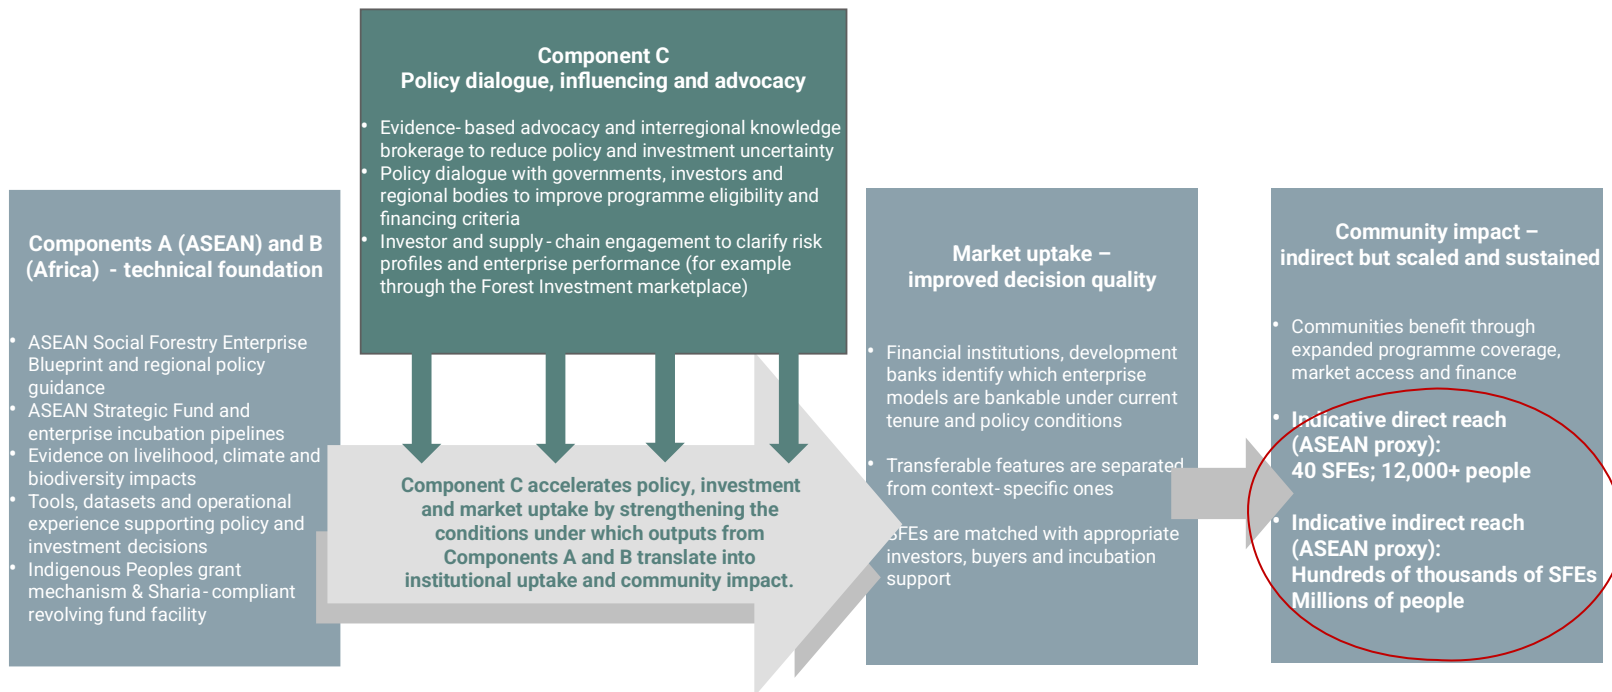 Component C
Policy dialogue, influencing and advocacy
• Evidence-based advocacy and interregional knowledge
brokerage to reduce policy and investment uncertainty
• Policy dialogue with governments, investors and
regional bodies to improve programme eligibility and
financing criteria
• Investor and supply-chain engagement to clarify risk
profiles and enterprise performance (for example
through the Forest Investment marketplace)
Components A (ASEAN) and B
(Africa) - technical foundation
• ASEAN Social Forestry Enterprise
Blueprint and regional policy
guidance
• ASEAN Strategic Fund and
enterprise incubation pipelines
• Evidence on livelihood, climate and
biodiversity impacts
• Tools, datasets and operational
experience supporting policy and
investment decisions
• Indigenous Peoples grant
mechanism & Sharia-compliant
revolving fund facility
Component C accelerates policy, investment
and market uptake by strengthening the
conditions under which outputs from
Components A and B translate into
institutional uptake and community impact.
Market uptake –
improved decision quality
• Financial institutions, development
banks identify which enterprise
models are bankable under current
tenure and policy conditions
• Transferable features are separated
from context-specific ones
SFEs are matched with appropriate
investors, buyers and incubation
support
Community impact –
indirect but scaled and sustained
• Communities benefit through
expanded programme coverage,
market access and finance
• Indicative direct reach
(ASEAN proxy):
40 SFEs; 12,000+ people
• Indicative indirect reach
(ASEAN proxy):
Hundreds of thousands of SFEs
Millions of people